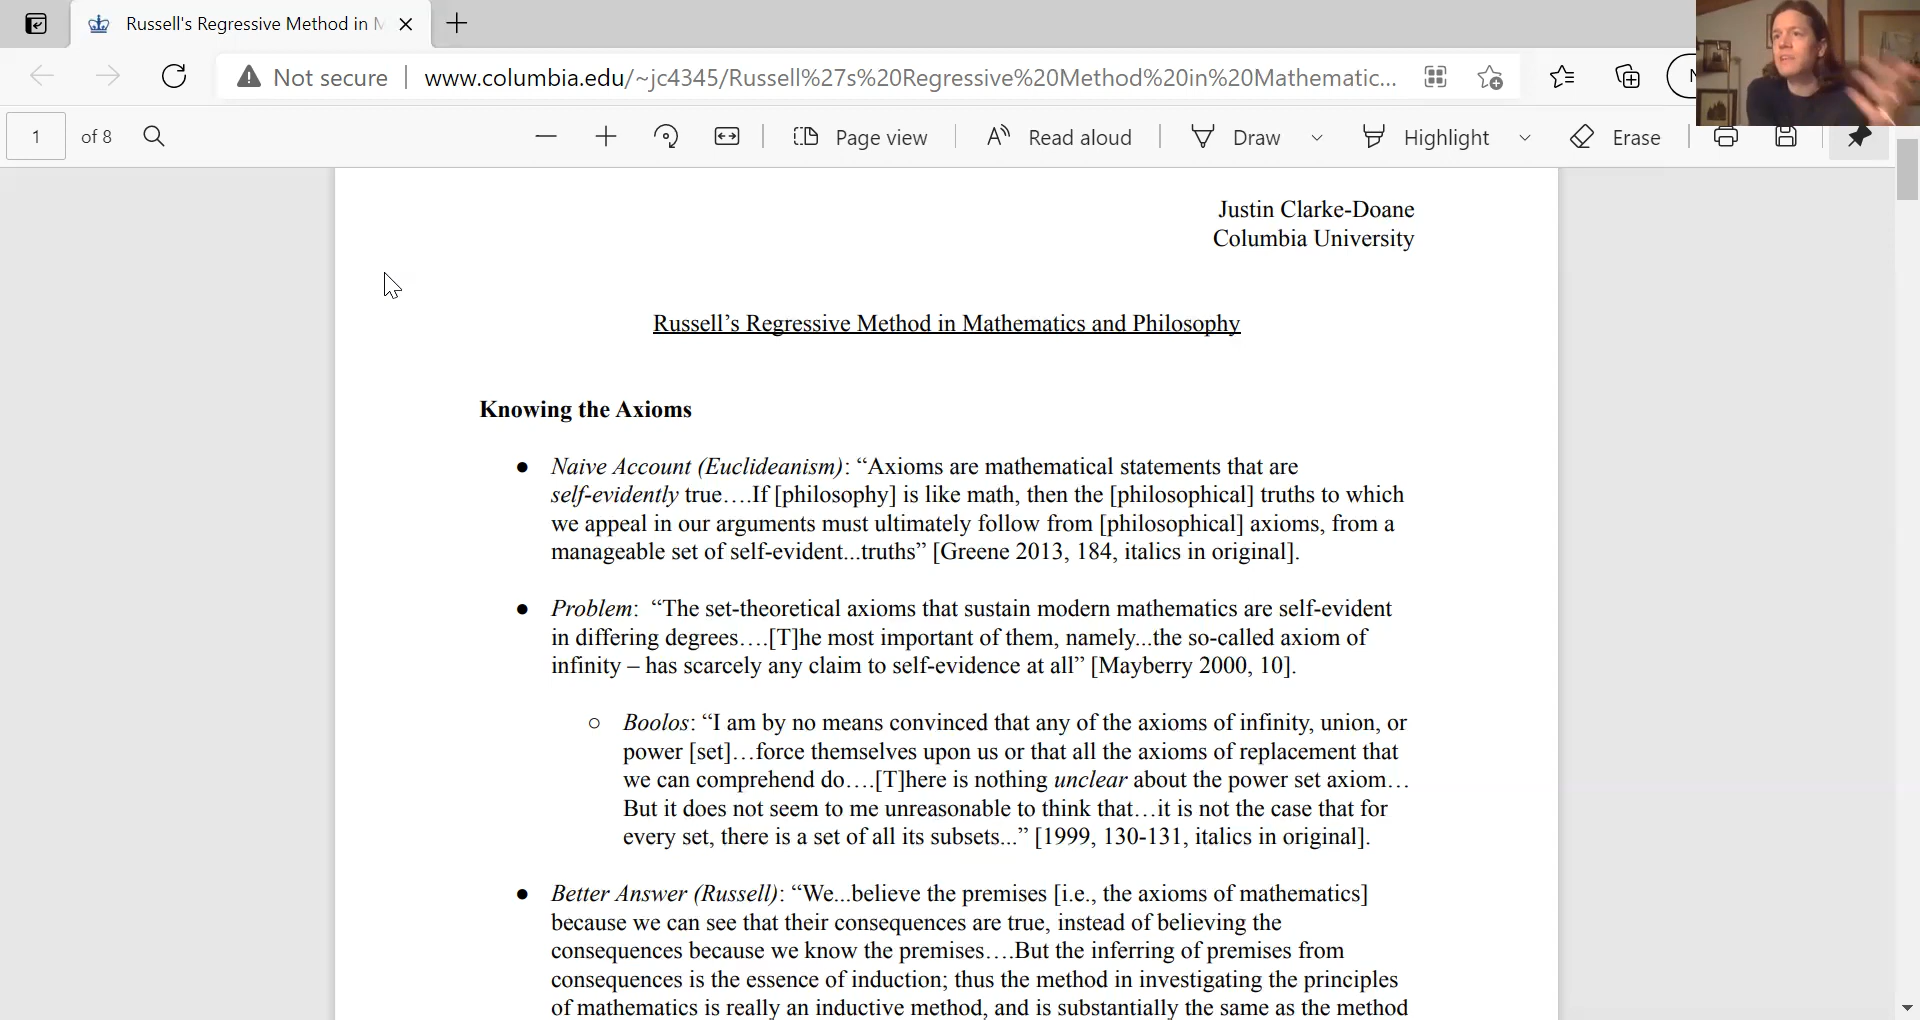 Russell's Regressive Method in
Not secure
www.columbia.edu/~jc4345/Russell%27s%20Regressive%20Method%20in%20Mathematic...
1
of 8
Page view
Read aloud
Draw
Highlight
Erase
Justin Clarke-Doane
Columbia University
Russell’s Regressive Method in Mathematics and Philosophy
Knowing the Axioms
● Naive Account (Euclideanism): “Axioms are mathematical statements that are
self-evidently true….If [philosophy] is like math, then the [philosophical] truths to which
we appeal in our arguments must ultimately follow from [philosophical] axioms, from a
manageable set of self-evident...truths” [Greene 2013, 184, italics in original].
● Problem: “The set-theoretical axioms that sustain modern mathematics are self-evident
in differing degrees….[T]he most important of them, namely...the so-called axiom of
infinity – has scarcely any claim to self-evidence at all” [Mayberry 2000, 10].
○ Boolos: “I am by no means convinced that any of the axioms of infinity, union, or
power [set]…force themselves upon us or that all the axioms of replacement that
we can comprehend do….[T]here is nothing unclear about the power set axiom…
But it does not seem to me unreasonable to think that…it is not the case that for
every set, there is a set of all its subsets...” [1999, 130-131, italics in original].
● Better Answer (Russell): “We...believe the premises [i.e., the axioms of mathematics]
because we can see that their consequences are true, instead of believing the
consequences because we know the premises….But the inferring of premises from
consequences is the essence of induction; thus the method in investigating the principles
of mathematics is really an inductive method, and is substantially the same as the method